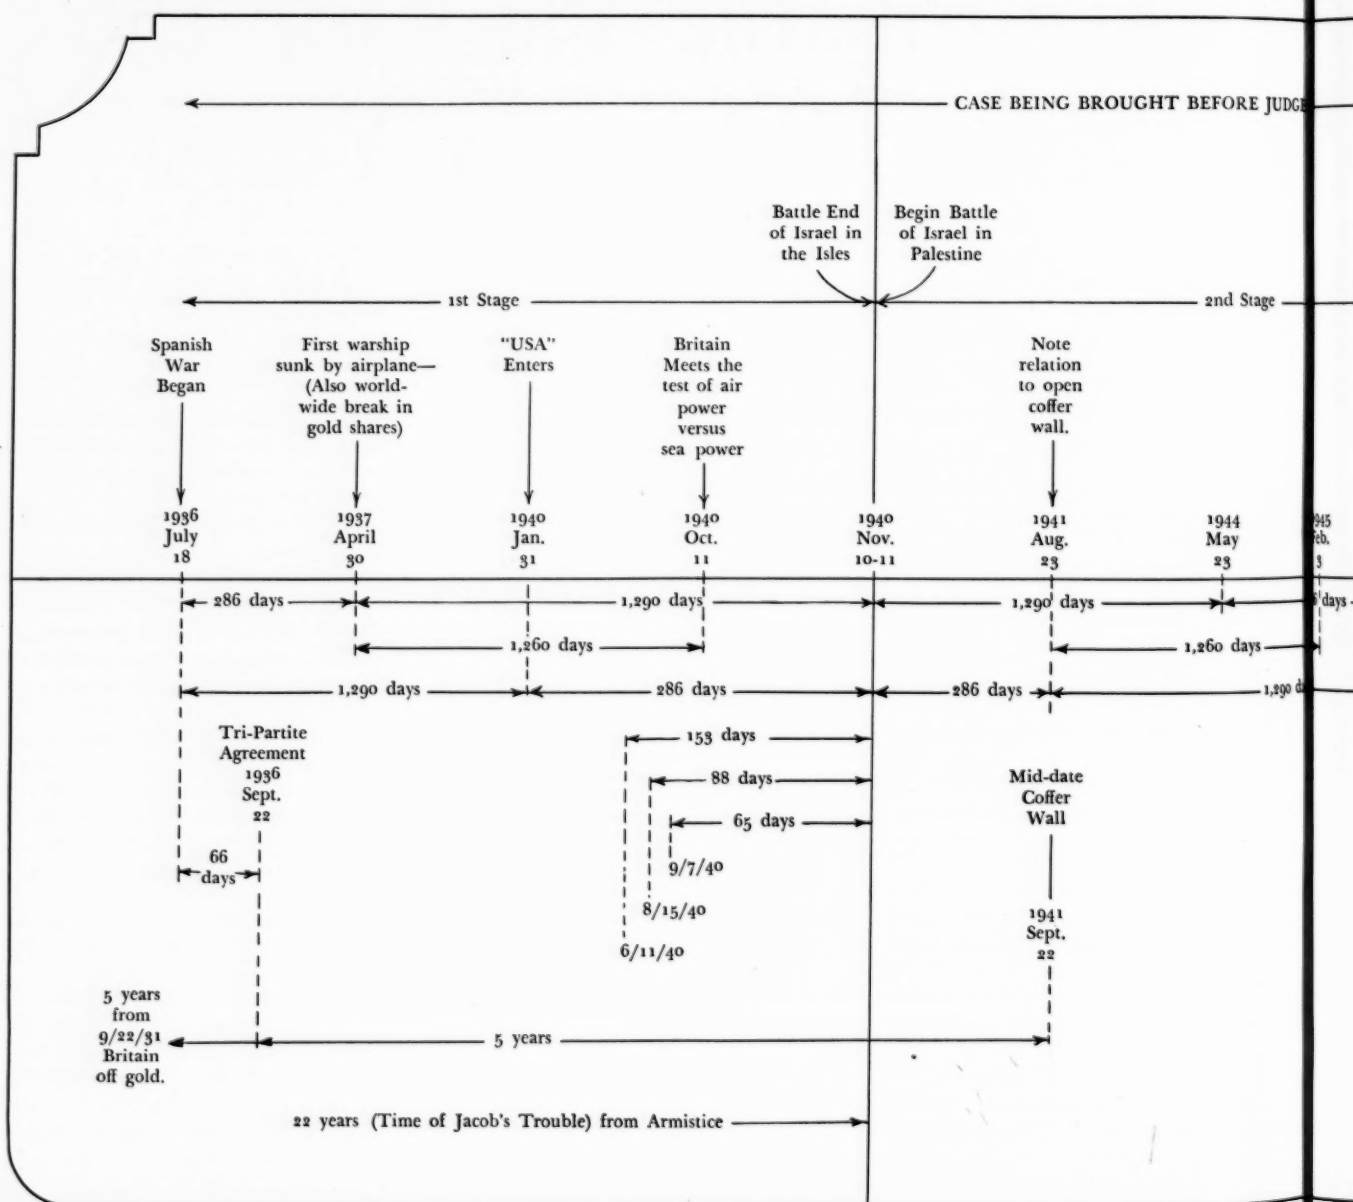 CASE BEING BROUGHT BEFORE JUDGE
Battle End
of Israel in
the Isles
Begin Battle
of Israel in
Palestine
1st Stage
2nd Stage
Spanish
War
Began
First warship
sunk by airplane—
(Also world-
wide break in
gold shares)
"USA"
Enters
Britain
Meets the
test of air
power
versus
sea power
Note
relation
to open
coffer
wall.
1936
July
18
1937
April
30
1940
Jan.
31
1940
Oct.
11
1940
Nov.
10-11
1941
Aug.
23
1944
May
23
1945
Feb.
3
286 days
1,290 days
1,290 days
days
1,260 days
1,260 days
1,290 days
286 days
286 days
1,290
Tri-Partite
Agreement
1936
Sept.
22
153 days
88 days
65 days
9/7/40
8/15/40
6/11/40
Mid-date
Coffer
Wall
1941
Sept.
22
66
days
5 years
from
9/22/31
Britain
off gold.
5 years
22 years (Time of Jacob's Trouble) from Armistice